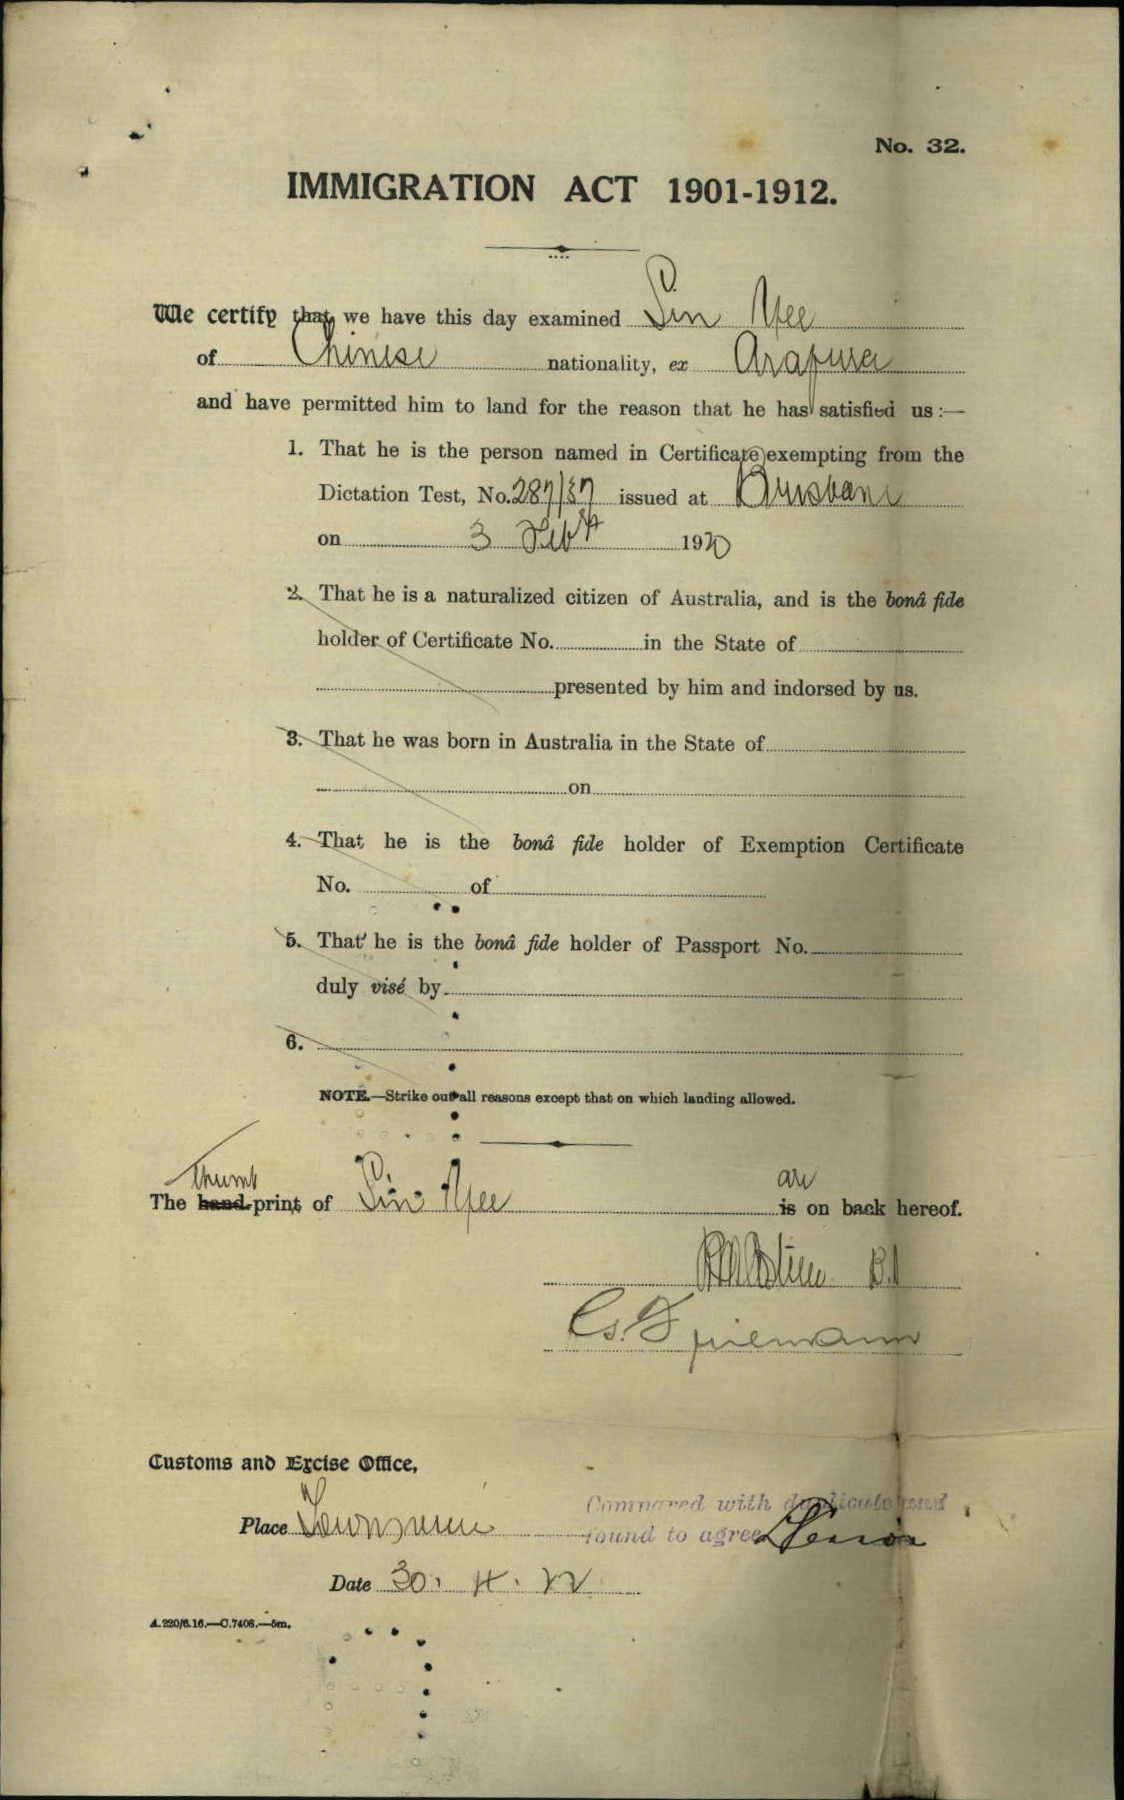 No. 32.
IMMIGRATION ACT 1901-1912.
We certify that we have this day examined Sin Yee
of Chinese nationality, ex Arafura
and have permitted him to land for the reason that he has satisfied us :—
1. That he is the person named in Certificate exempting from the
Dictation Test, No. 287/37 issued at Brisbane
on 3 Feb 1920
2. That he is a naturalized citizen of Australia, and is the bonâ fide
holder of Certificate No. in the State of
presented by him and indorsed by us.
3. That he was born in Australia in the State of
on
4. That he is the bonâ fide holder of Exemption Certificate
No. of
5. That he is the bonâ fide holder of Passport No.
duly visé by
6.
NOTE.—Strike out all reasons except that on which landing allowed.
Thumb are
The hand-print of Sin Yee is on back hereof.
Customs and Excise Office,
Compared with duplicate and
Place Townsville found to agree
Date 30. 4. 22
A.220/6.16.—C.7406.—5m.